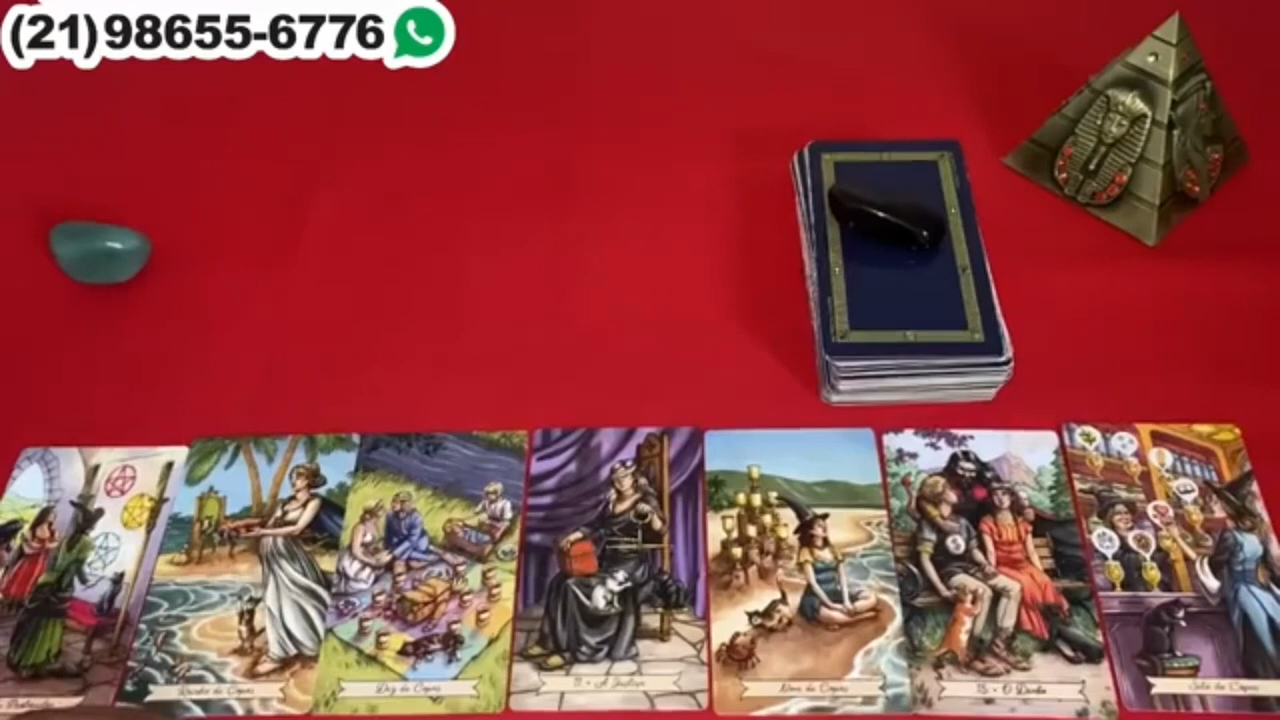 (21)98655-6776
Rainha de Copas
Dez de Copas
11 • A Justiça
Nove de Copas
15 • O Diabo
Sete de Copas